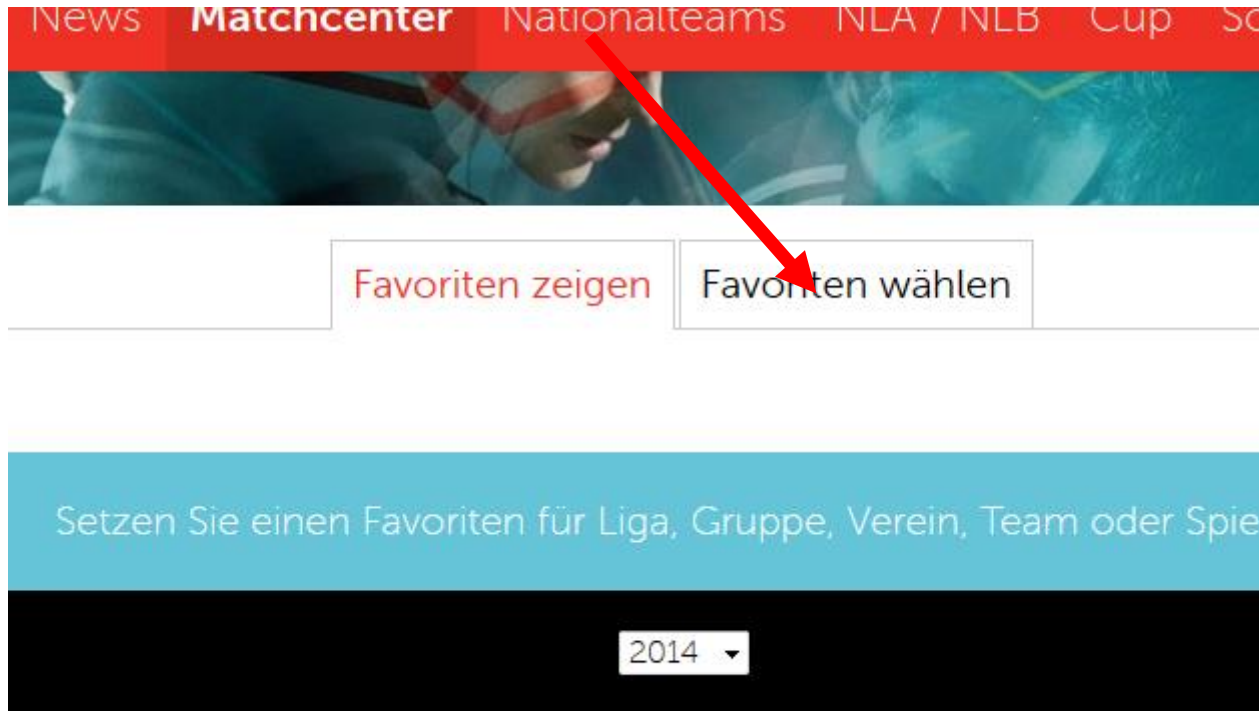 News Matchcenter Nationalteams NLA / NLB Cup
Favoriten zeigen Favoriten wählen
Setzen Sie einen Favoriten für Liga, Gruppe, Verein, Team oder
2014